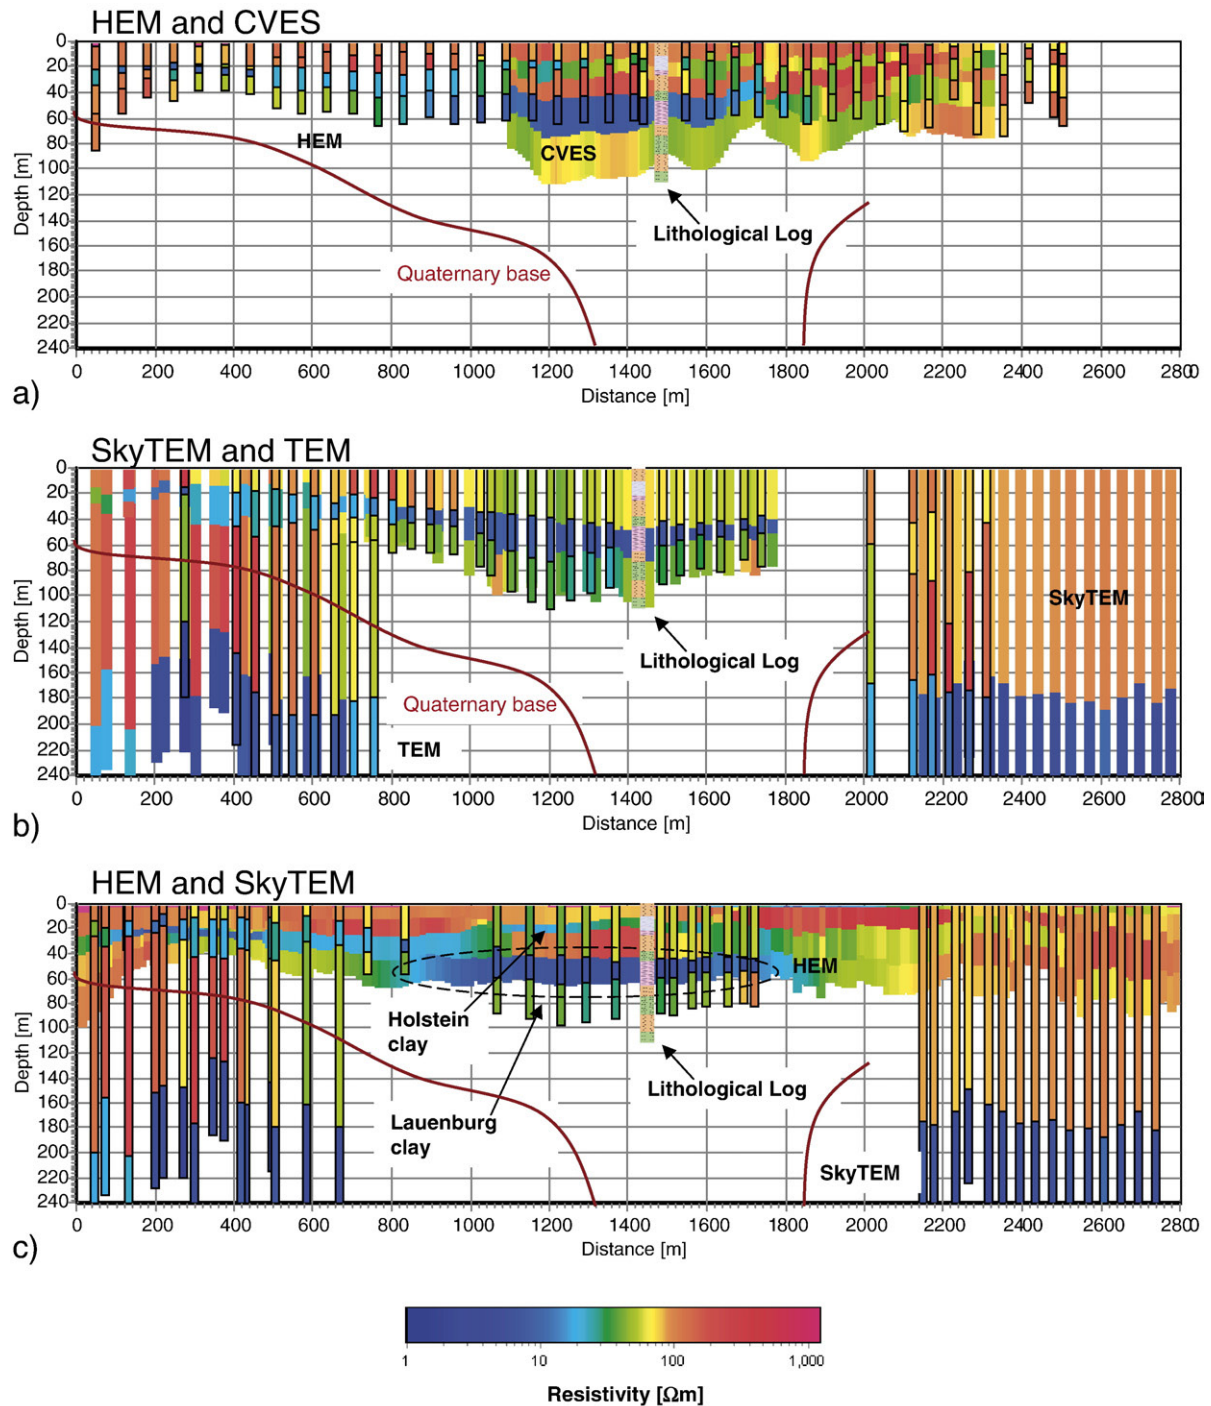 HEM and CVES
0
20
40
60
80
100
120
140
160
180
200
220
240
Depth [m]
HEM
CVES
Lithological Log
Quaternary base
0 200 400 600 800 1000 1200 1400 1600 1800 2000 2200 2400 2600 2800
Distance [m]
a)
SkyTEM and TEM
0
20
40
60
80
100
120
140
160
180
200
220
240
Depth [m]
SkyTEM
Lithological Log
Quaternary base
TEM
0 200 400 600 800 1000 1200 1400 1600 1800 2000 2200 2400 2600 2800
Distance [m]
b)
HEM and SkyTEM
0
20
40
60
80
100
120
140
160
180
200
220
240
Depth [m]
HEM
Holstein
clay
Lithological Log
Lauenburg
clay
SkyTEM
0 200 400 600 800 1000 1200 1400 1600 1800 2000 2200 2400 2600 2800
Distance [m]
c)
1 10 100 1,000
Resistivity [Ωm]